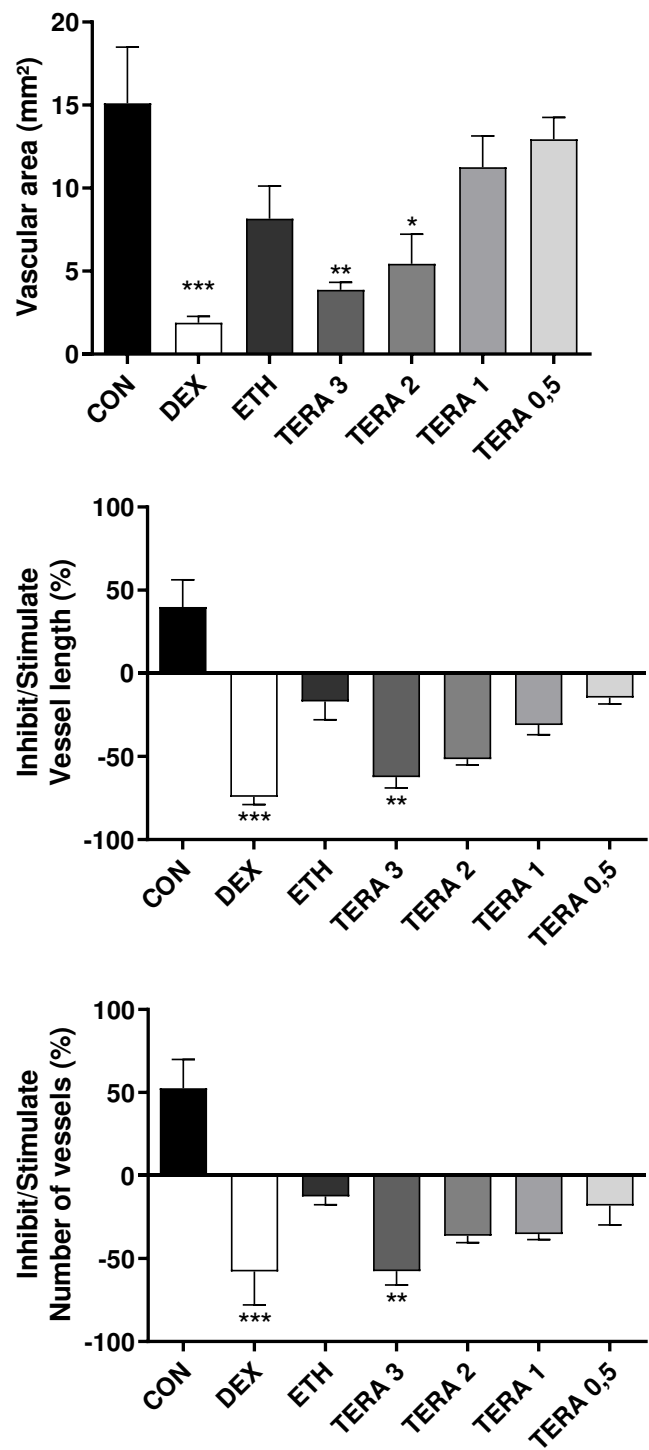 Vascular area (mm²)
20
15
10
5
0
***
**
*
CON
DEX
ETH
TERA 3
TERA 2
TERA 1
TERA 0,5
Inhibit/Stimulate
Vessel length (%)
100
50
0
-50
-100
***
**
CON
DEX
ETH
TERA 3
TERA 2
TERA 1
TERA 0,5
Inhibit/Stimulate
Number of vessels (%)
100
50
0
-50
-100
***
**
CON
DEX
ETH
TERA 3
TERA 2
TERA 1
TERA 0,5